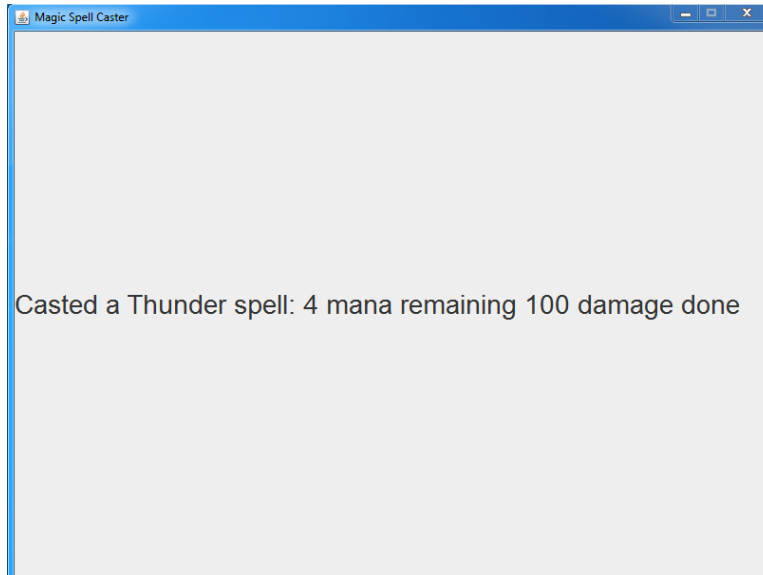 Magic Spell Caster
Casted a Thunder spell: 4 mana remaining 100 damage done